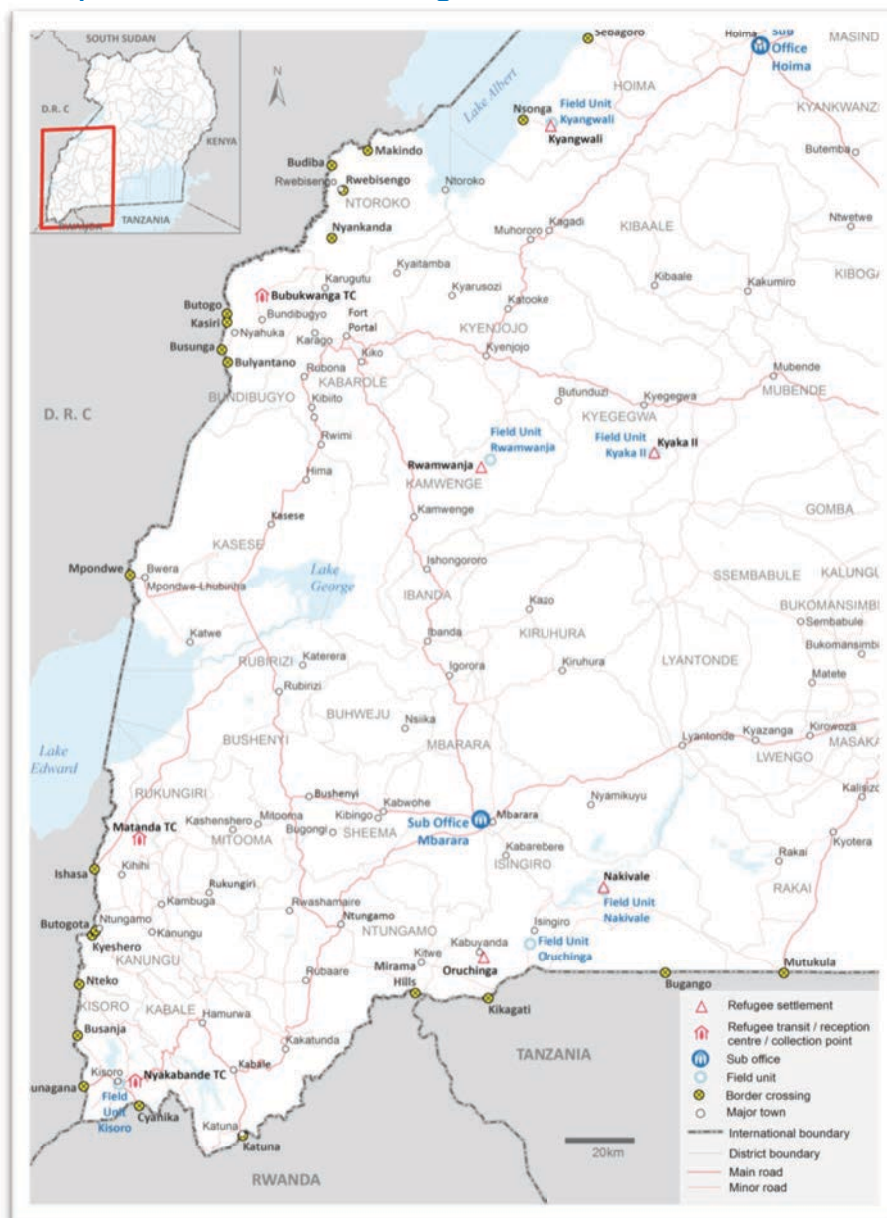 SOUTH SUDAN
D. R. C
KENYA
TANZANIA
RWANDA
N
Sebagoro
Hoima
Sub
Office
Hoima
MASIND
HOIMA
Lake Albert
Nsonga
Field Unit
Kyangwali
Kyangwali
KYANKWANZ
Butemba
Makindo
Budiba
Rwebisengo
Rwebisengo
NTOROKO
Ntoroko
Nyankanda
Muhororo
Kagadi
KIBAALE
Ntwetwe
KIBOGA
Kyaitamba
Karugutu
Kyarusozi
Kibaale
Kakumiro
Bubukwanga TC
Butogo
Kasiri
Bundibugyo
Nyahuka
Katooke
KYENJOJO
Fort
Portal
Karago
Busunga
Bulyantano
Kiko
Kyenjojo
Rubona
KABAROLE
Mubende
MUBENDE
BUNDIBUGYO
Kibiito
Butunduzi
Kyegegwa
KYEGEGWA
D. R. C
Rwimi
Field Unit
Rwamwanja
Field Unit
Kyaka II
Kyaka II
Rwamwanja
KAMWENGE
Hima
GOMBA
Kasese
Kamwenge
KASESE
Mpondwe
Bwera
Mpondwe-Lhubiriha
Lake
George
Ishongororo
IBANDA
SSEMBABULE
KALUNGU
Kazo
KIRUHURA
BUKOMANSIMBI
Sembabule
Katwe
Ibanda
Bukomansimbi
RUBIRIZI
Katerera
Igorora
Kiruhura
LYANTONDE
Rubirizi
Matete
BUHWEJU
Nsiika
BUSHENYI
MBARARA
Lyantonde
Kyazanga
Kirowoza
LWENGO
MASAKA
Lake
Edward
RUKUNGIRI
Bushenyi
Kabwohe
Nyamikuyu
Kalisizo
Matanda TC
Kashenshero
Mitooma
Kibingo
Bugongi
SHEEMA
MITOOMA
Sub Office
Mbarara
Mbarara
Kyotera
Kabarebere
ISINGIRO
Rakai
RAKAI
Ishasa
Kihihi
Rukungiri
Nakivale
Field Unit
Nakivale
Kambuga
Rwashamaire
Butogota
Ntungamo
Kyeshero
Kanungu
KANUNGU
Ntungamo
NTUNGAMO
Isingiro
Field Unit
Oruchinga
Kabuyanda
Kitwe
Oruchinga
Mirama
Hills
Rubaare
Nteko
Bugango
Mutukula
KISORO
KABALE
Kikagati
Hamurwa
Busanja
Kakatunda
TANZANIA
Kisoro
Nyakabande TC
Kabale
unagana
Field
Unit
Kisoro
Cyanika
Katuna
Katuna
RWANDA
20km
Refugee settlement
Refugee transit / reception
centre / collection point
Sub office
Field unit
Border crossing
Major town
International boundary
District boundary
Main road
Minor road